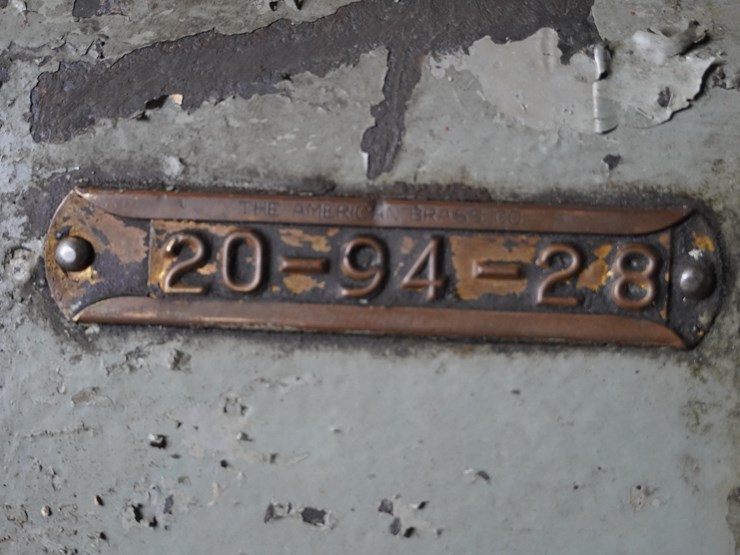 THE AMERICAN BRASS CO.
20-94-28